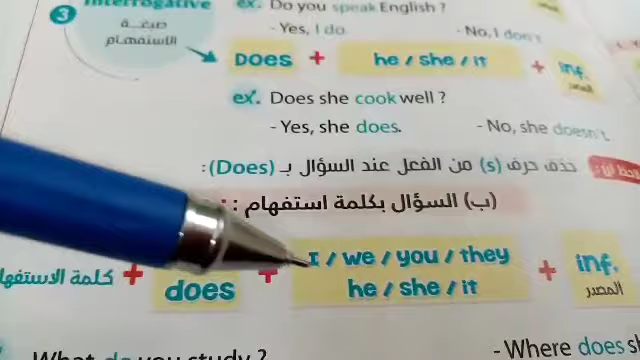 3 Interrogative
صيغة
الاستفهام
ex. Do you speak English ?
- Yes, I do. - No, I don't.
Does + he / she / it + inf.
المصدر
ex. Does she cook well ?
- Yes, she does. - No, she doesn't.
حذف حرف (s) من الفعل عند السؤال بـ (Does):
(ب) السؤال بكلمة استفهام :
I / we / you / they
كلمة + does + he / she / it + inf.
المصدر
What do you study ? - Where does